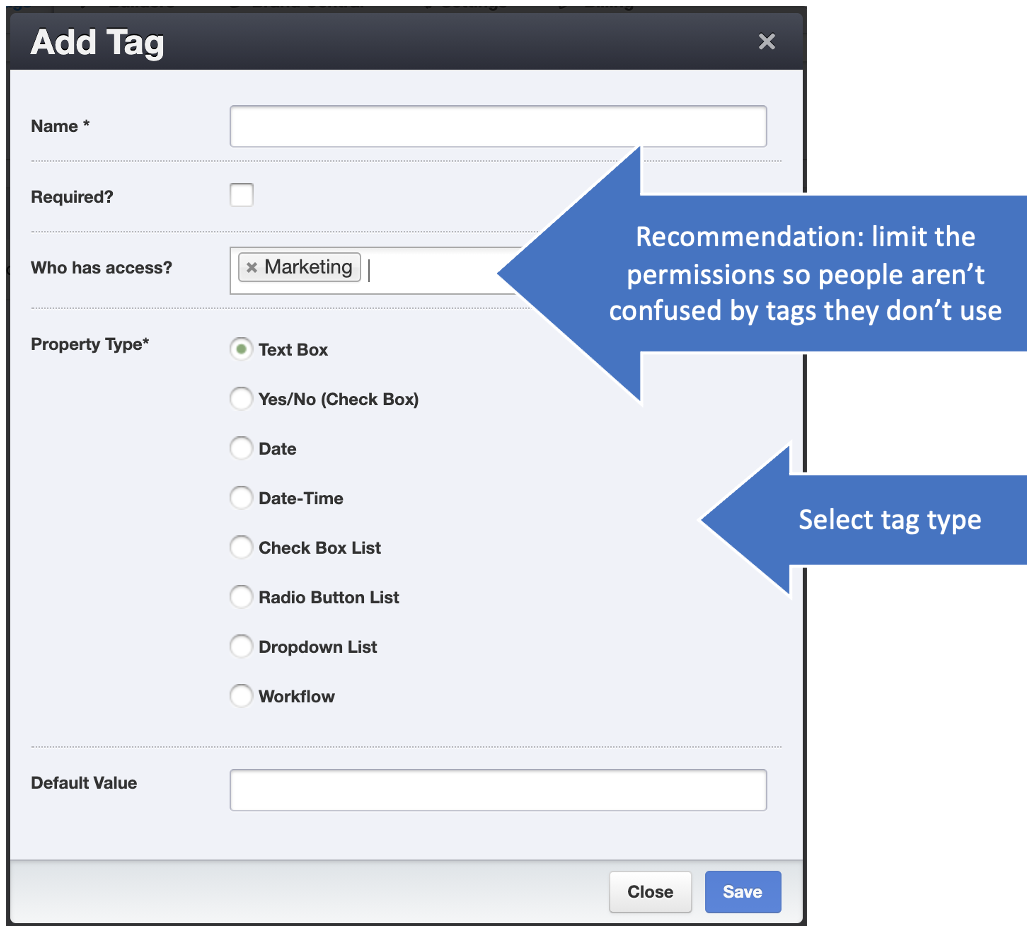 Add Tag
Name *
Required?
Who has access?
Marketing
Recommendation: limit the
permissions so people aren’t
confused by tags they don’t use
Property Type*
Text Box
Yes/No (Check Box)
Date
Date-Time
Select tag type
Check Box List
Radio Button List
Dropdown List
Workflow
Default Value
Close
Save